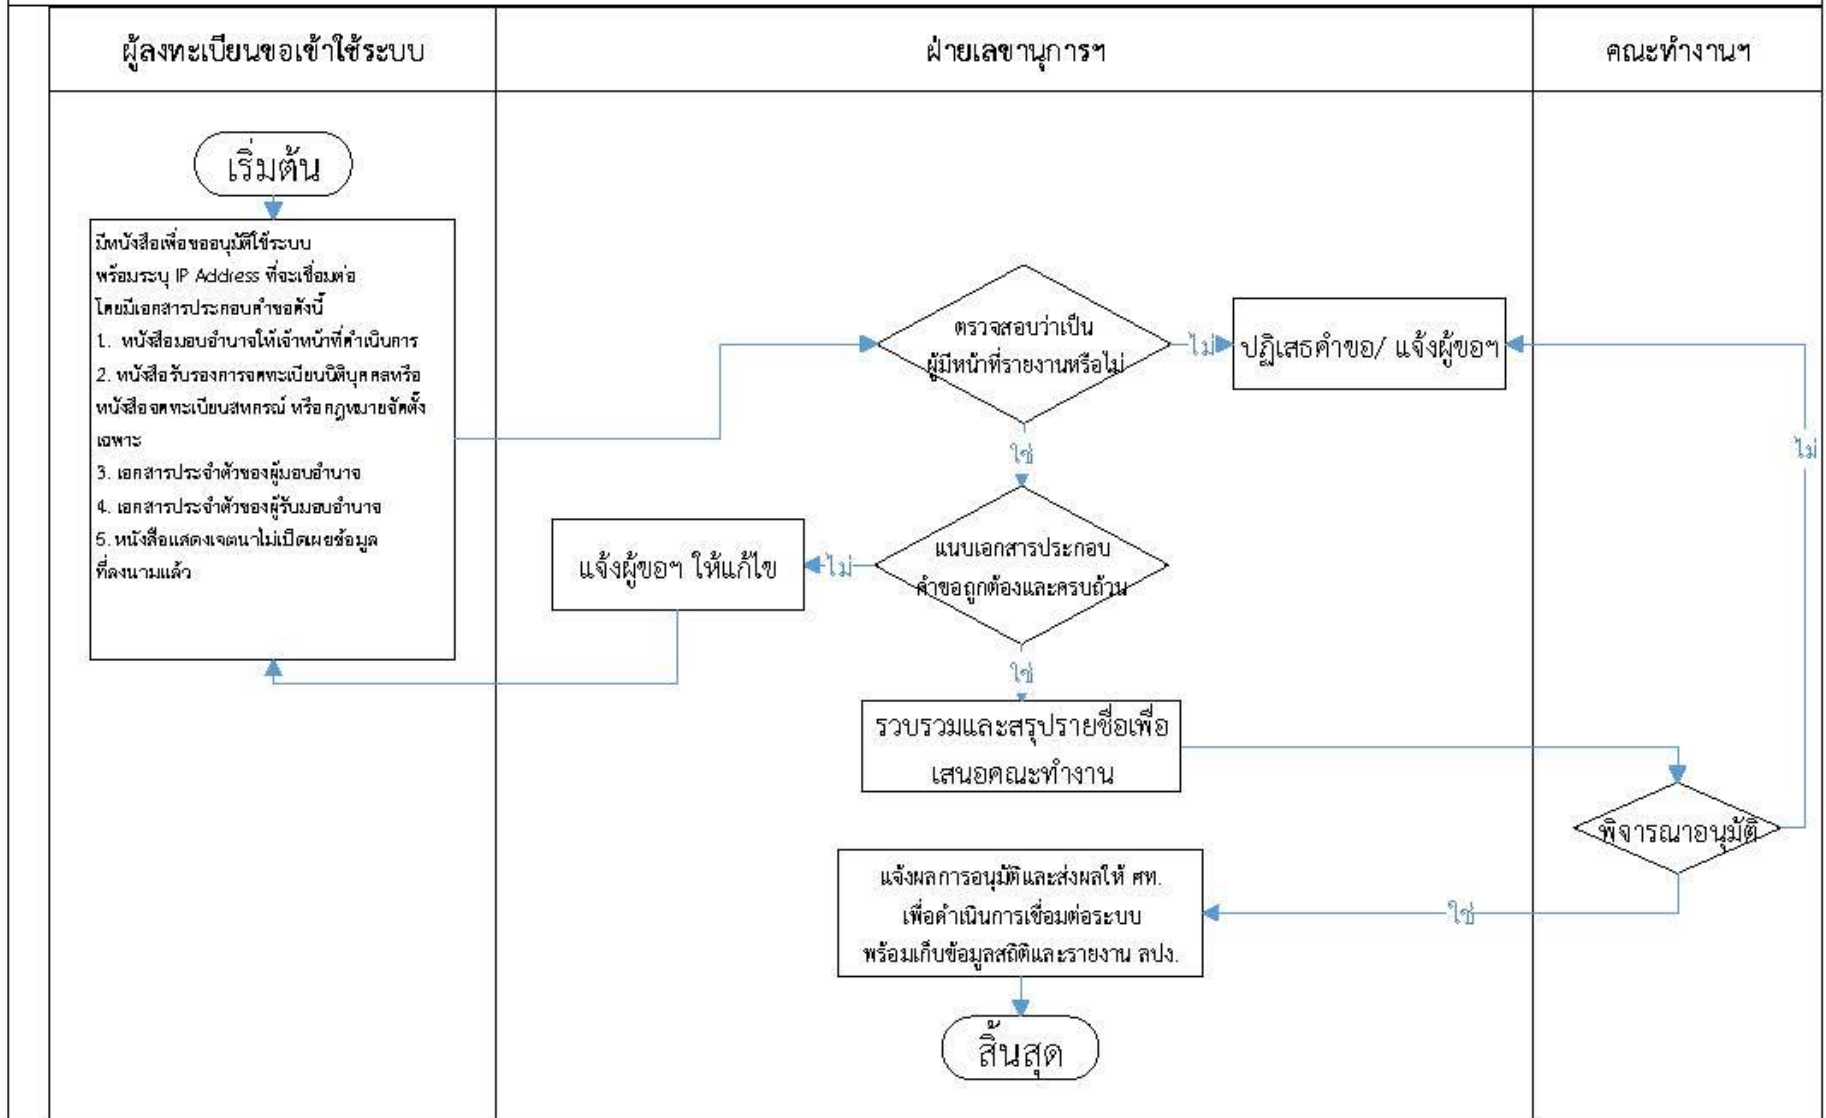 ผู้ลงทะเบียนขอเข้าใช้ระบบ
ฝ่ายเลขานุการฯ
คณะทำงานฯ
เริ่มต้น
มีหนังสือเพื่อขออนุมัติใช้ระบบ
พร้อมระบุ IP Address ที่จะเชื่อมต่อ
โดยมีเอกสารประกอบคำขอดังนี้
1. หนังสือมอบอำนาจให้เจ้าหน้าที่ดำเนินการ
2. หนังสือรับรองการจดทะเบียนนิติบุคคลหรือ
หนังสือจดทะเบียนสหกรณ์ หรือกฎหมายจัดตั้ง
เฉพาะ
3. เอกสารประจำตัวของผู้มอบอำนาจ
4. เอกสารประจำตัวของผู้รับมอบอำนาจ
5. หนังสือแสดงเจตนาไม่เปิดเผยข้อมูล
ที่ลงนามแล้ว
ตรวจสอบว่าเป็น
ผู้มีหน้าที่รายงานหรือไม่
ไม่
ปฏิเสธคำขอ/ แจ้งผู้ขอฯ
ใช่
ไม่
แนบเอกสารประกอบ
คำขอถูกต้องและครบถ้วน
ไม่
แจ้งผู้ขอฯ ให้แก้ไข
ใช่
รวบรวมและสรุปรายชื่อเพื่อ
เสนอคณะทำงาน
พิจารณาอนุมัติ
ใช่
แจ้งผลการอนุมัติและส่งผลให้ ศท.
เพื่อดำเนินการเชื่อมต่อระบบ
พร้อมเก็บข้อมูลสถิติและรายงาน ลปง.
สิ้นสุด